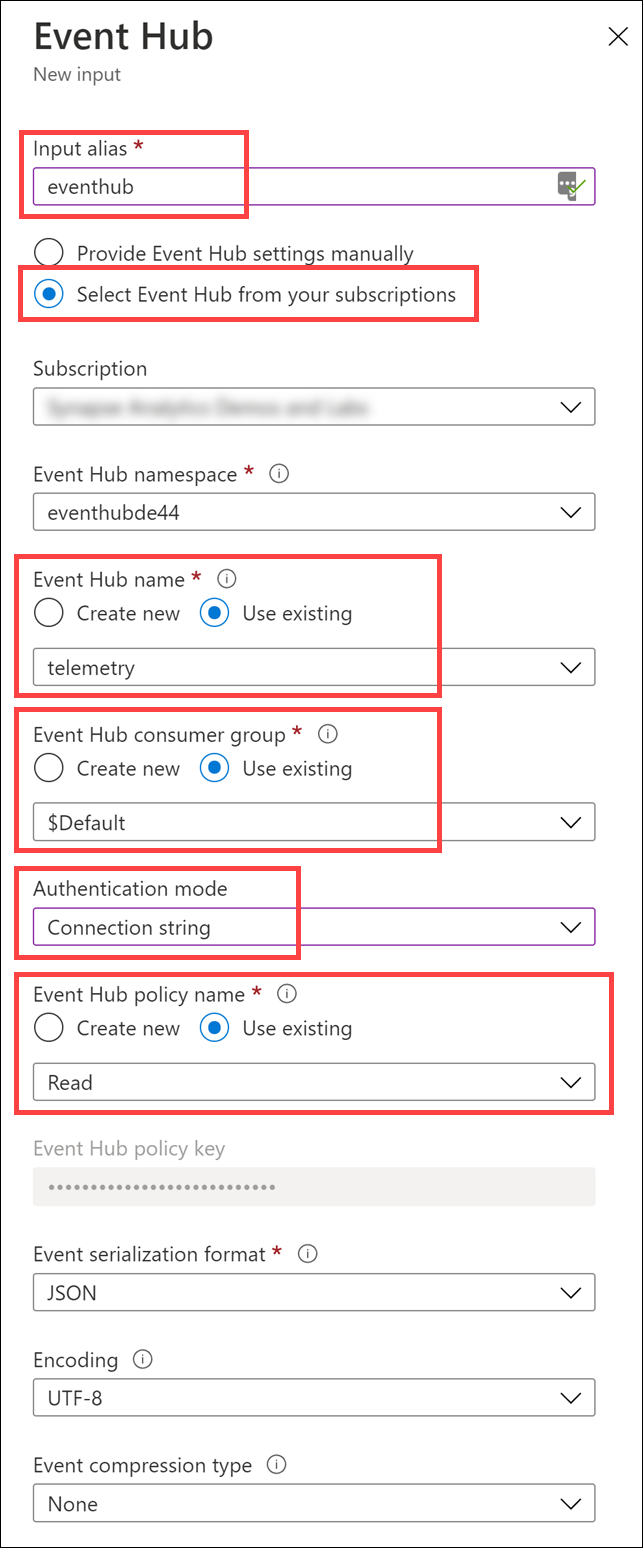 Event Hub
New input
Input alias *
eventhub
Provide Event Hub settings manually
Select Event Hub from your subscriptions
Subscription
Event Hub namespace *
eventhubde44
Event Hub name *
Create new Use existing
telemetry
Event Hub consumer group *
Create new Use existing
$Default
Authentication mode
Connection string
Event Hub policy name *
Create new Use existing
Read
Event Hub policy key
•••••••••••••••••••••••••••
Event serialization format *
JSON
Encoding
UTF-8
Event compression type
None